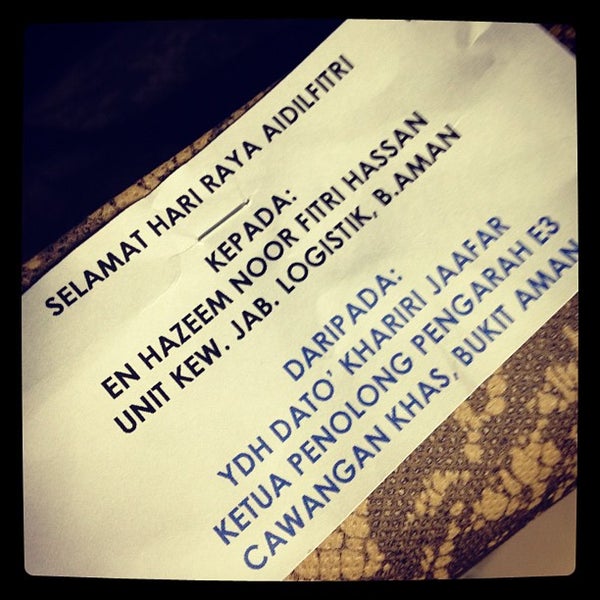 SELAMAT HARI RAYA AIDILFITRI
KEPADA:
EN HAZEEM NOOR FITRI HASSAN
UNIT KEW. JAB. LOGISTIK, B.AMAN
DARIPADA:
YDH DATO' KHARIRI JAAFAR
KETUA PENOLONG PENGARAH E3
CAWANGAN KHAS, BUKIT AMAN